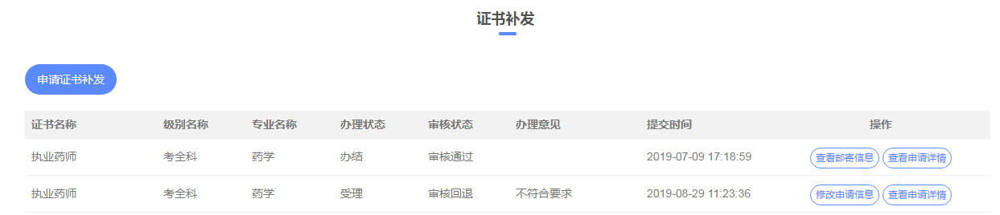 证书补发
申请证书补发
证书名称 级别名称 专业名称 办理状态 审核状态 办理意见 提交时间 操作
执业药师 考全科 药学 办结 审核通过 2019-07-09 17:18:59 查看邮寄信息 查看申请详情
执业药师 考全科 药学 受理 审核回退 不符合要求 2019-08-29 11:23:36 修改申请信息 查看申请详情